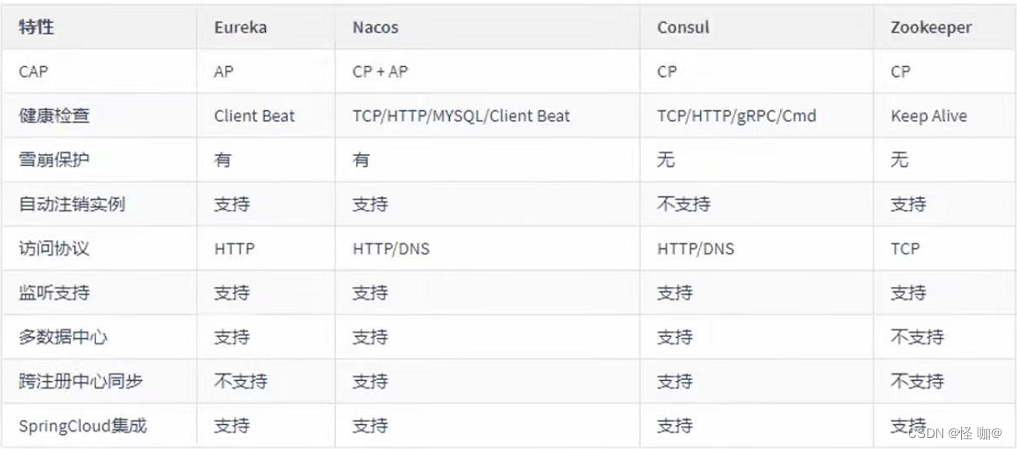 特性 Eureka Nacos Consul Zookeeper
CAP AP CP + AP CP CP
健康检查 Client Beat TCP/HTTP/MYSQL/Client Beat TCP/HTTP/gRPC/Cmd Keep Alive
雪崩保护 有 有 无 无
自动注销实例 支持 支持 不支持 支持
访问协议 HTTP HTTP/DNS HTTP/DNS TCP
监听支持 支持 支持 支持 支持
多数据中心 支持 支持 支持 不支持
跨注册中心同步 不支持 支持 支持 不支持
SpringCloud集成 支持 支持 支持 支持
CSDN @怪 咖@